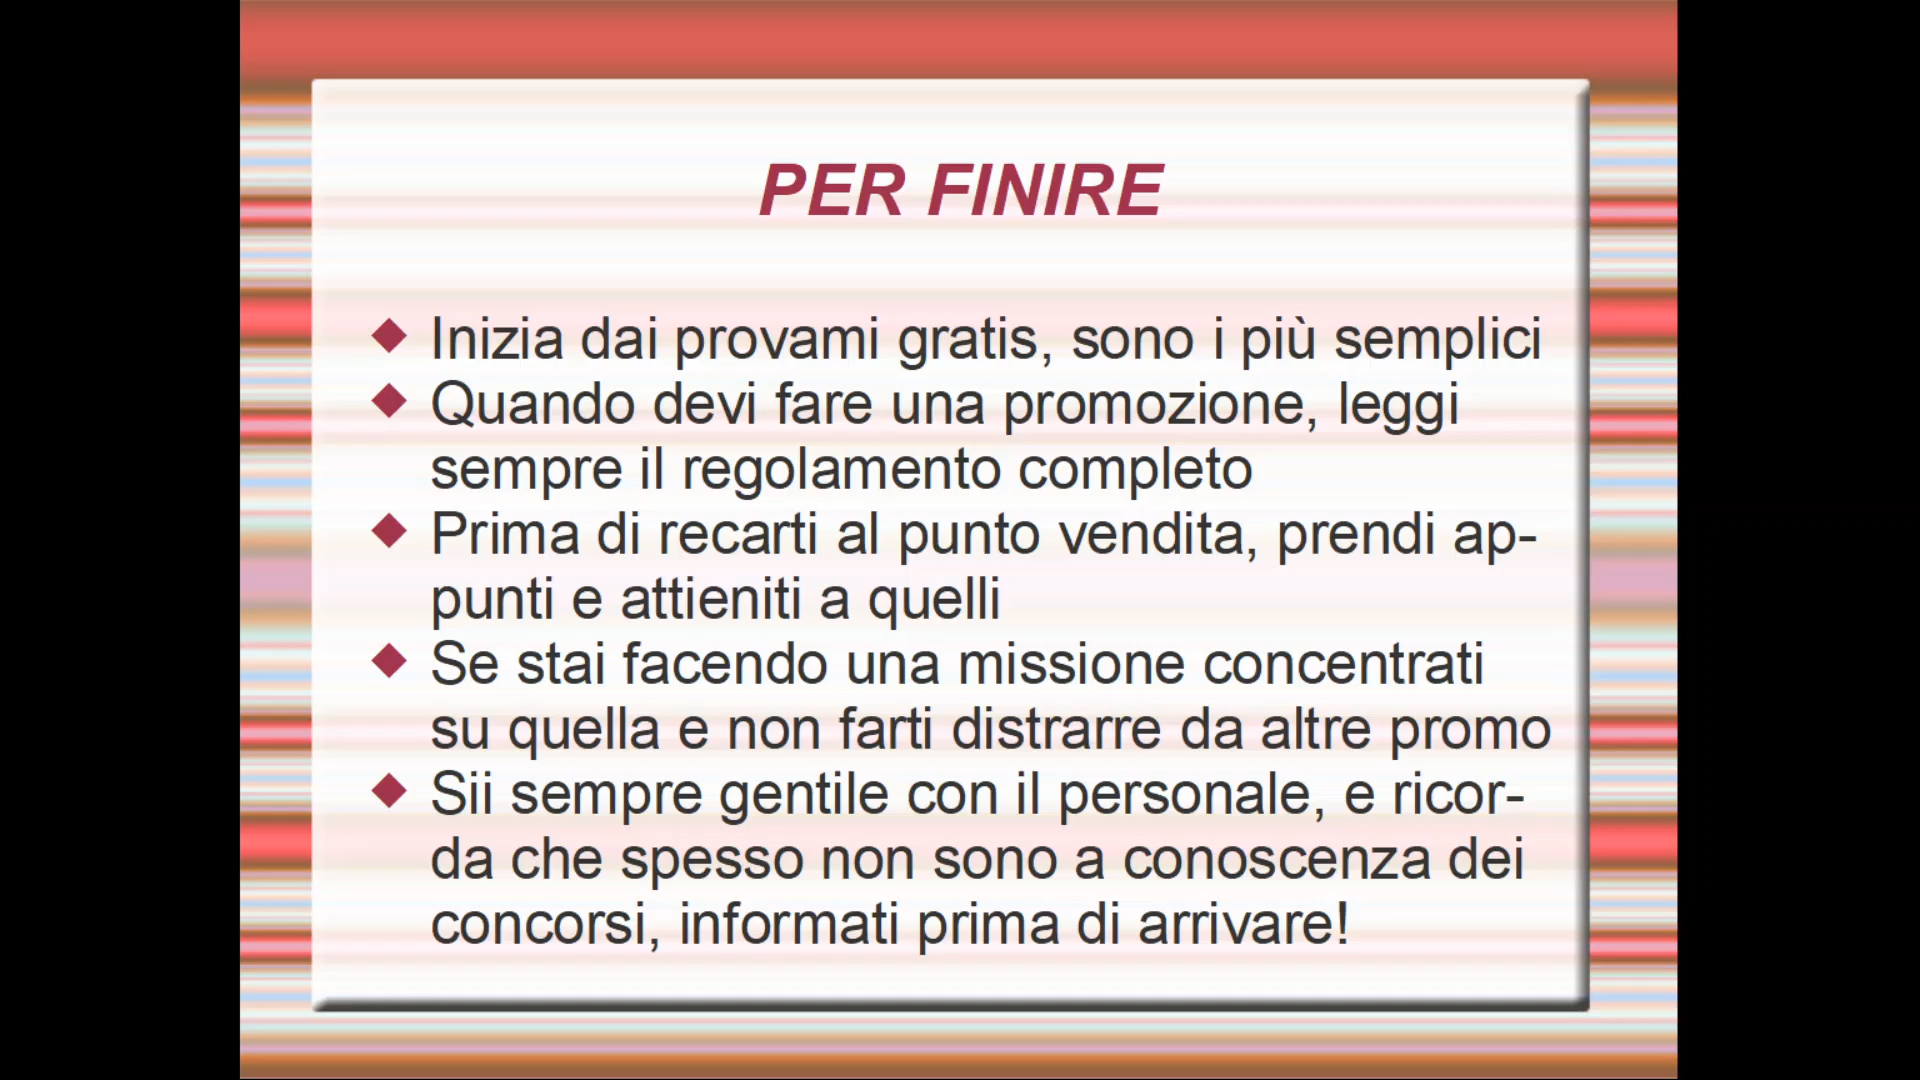 PER FINIRE
Inizia dai provami gratis, sono i più semplici
Quando devi fare una promozione, leggi
sempre il regolamento completo
Prima di recarti al punto vendita, prendi ap-
punti e attieniti a quelli
Se stai facendo una missione concentrati
su quella e non farti distrarre da altre promo
Sii sempre gentile con il personale, e ricor-
da che spesso non sono a conoscenza dei
concorsi, informati prima di arrivare!